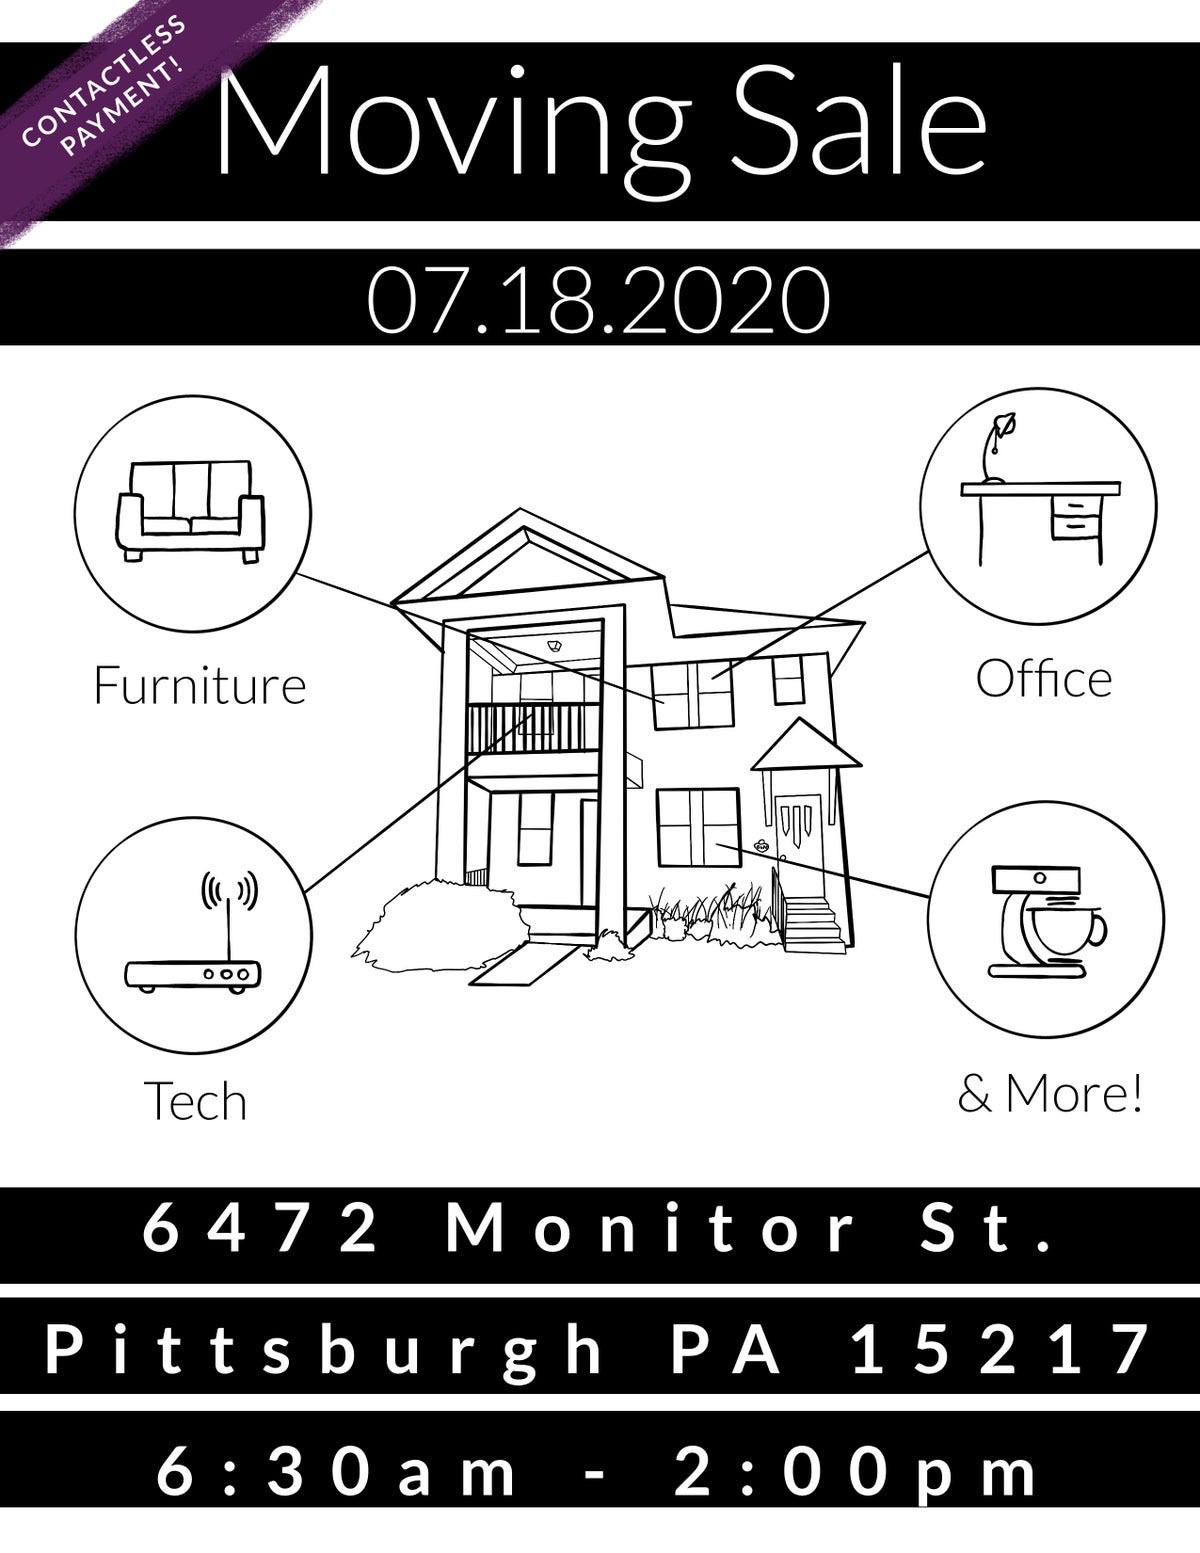 CONTACTLESS
PAYMENT!
Moving Sale
07.18.2020
Furniture
Office
Tech
& More!
6472 Monitor St.
Pittsburgh PA 15217
6:30am - 2:00pm